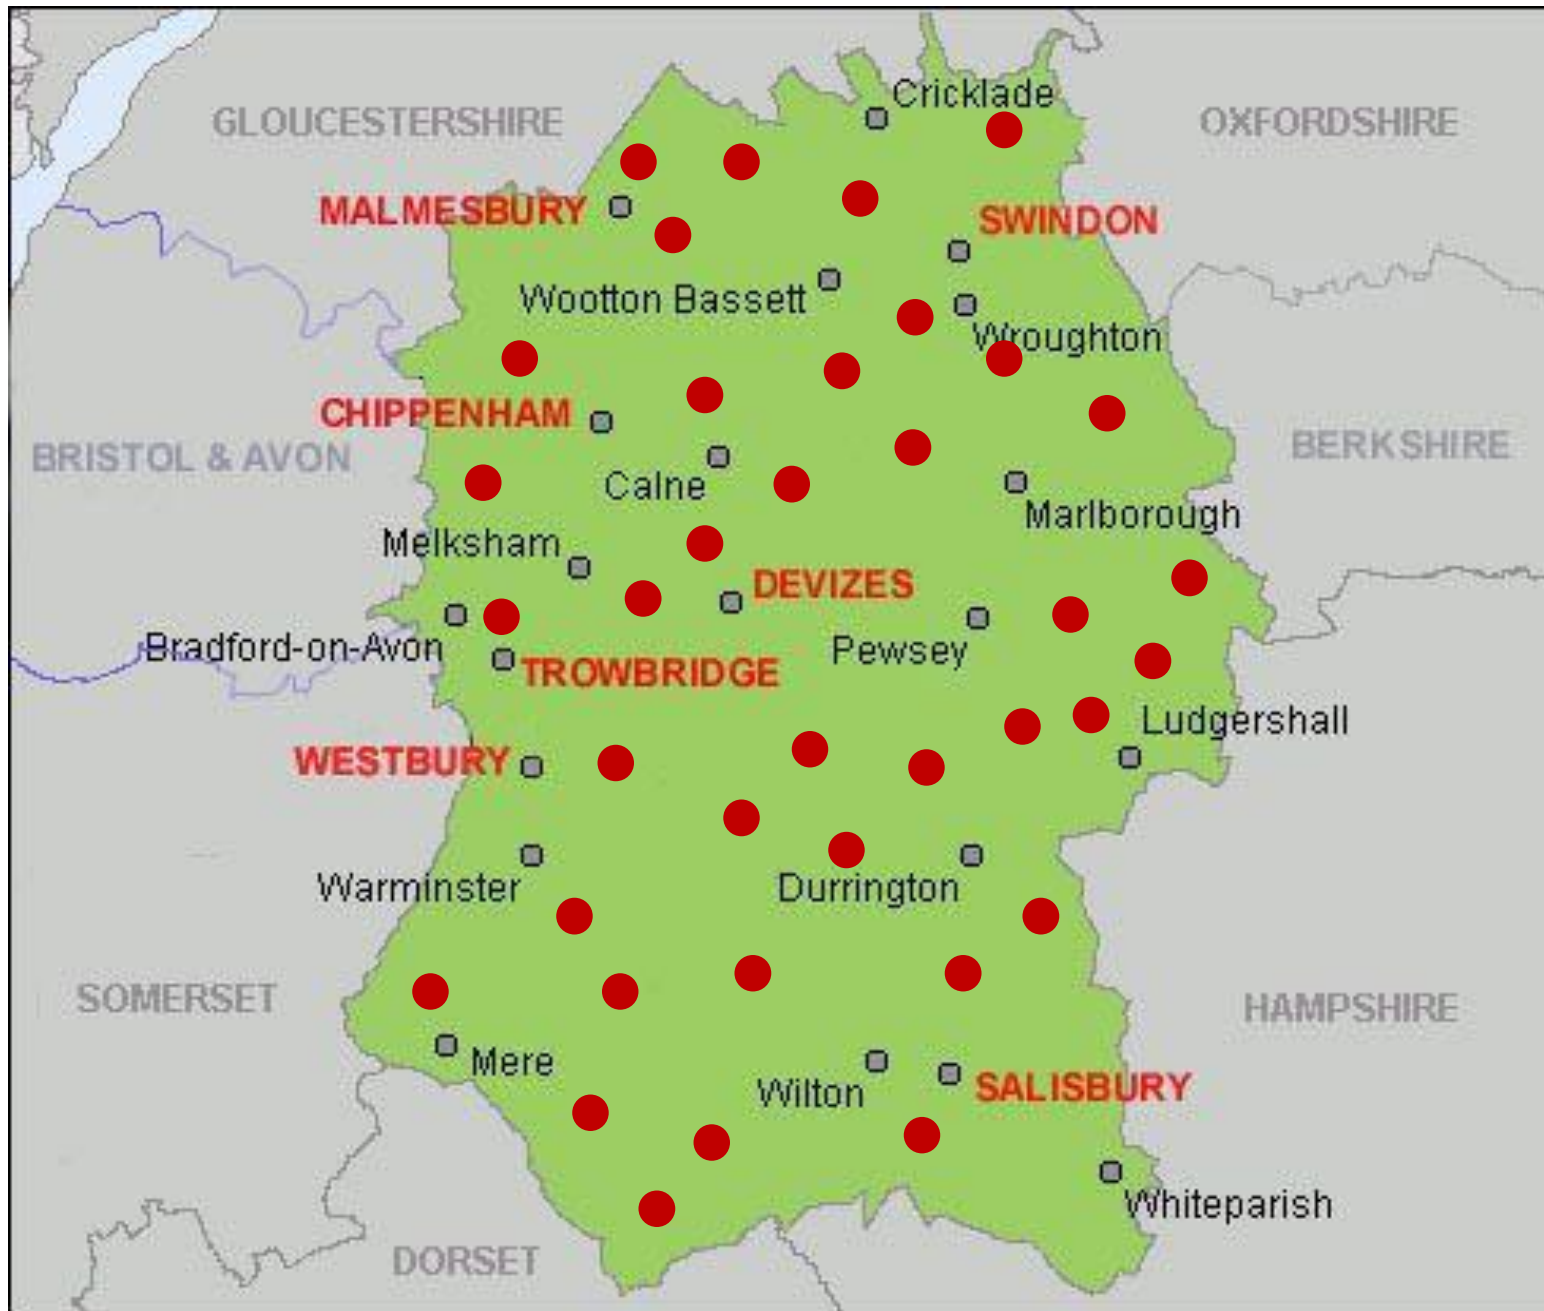 Cricklade
GLOUCESTERSHIRE
OXFORDSHIRE
MALMESBURY
SWINDON
Wootton Bassett
Wroughton
CHIPPENHAM
BRISTOL & AVON
BERKSHIRE
Calne
Marlborough
Melksham
DEVIZES
Bradford-on-Avon
Pewsey
TROWBRIDGE
Ludgershall
WESTBURY
Warminster
Durrington
SOMERSET
HAMPSHIRE
Mere
Wilton
SALISBURY
Whiteparish
DORSET